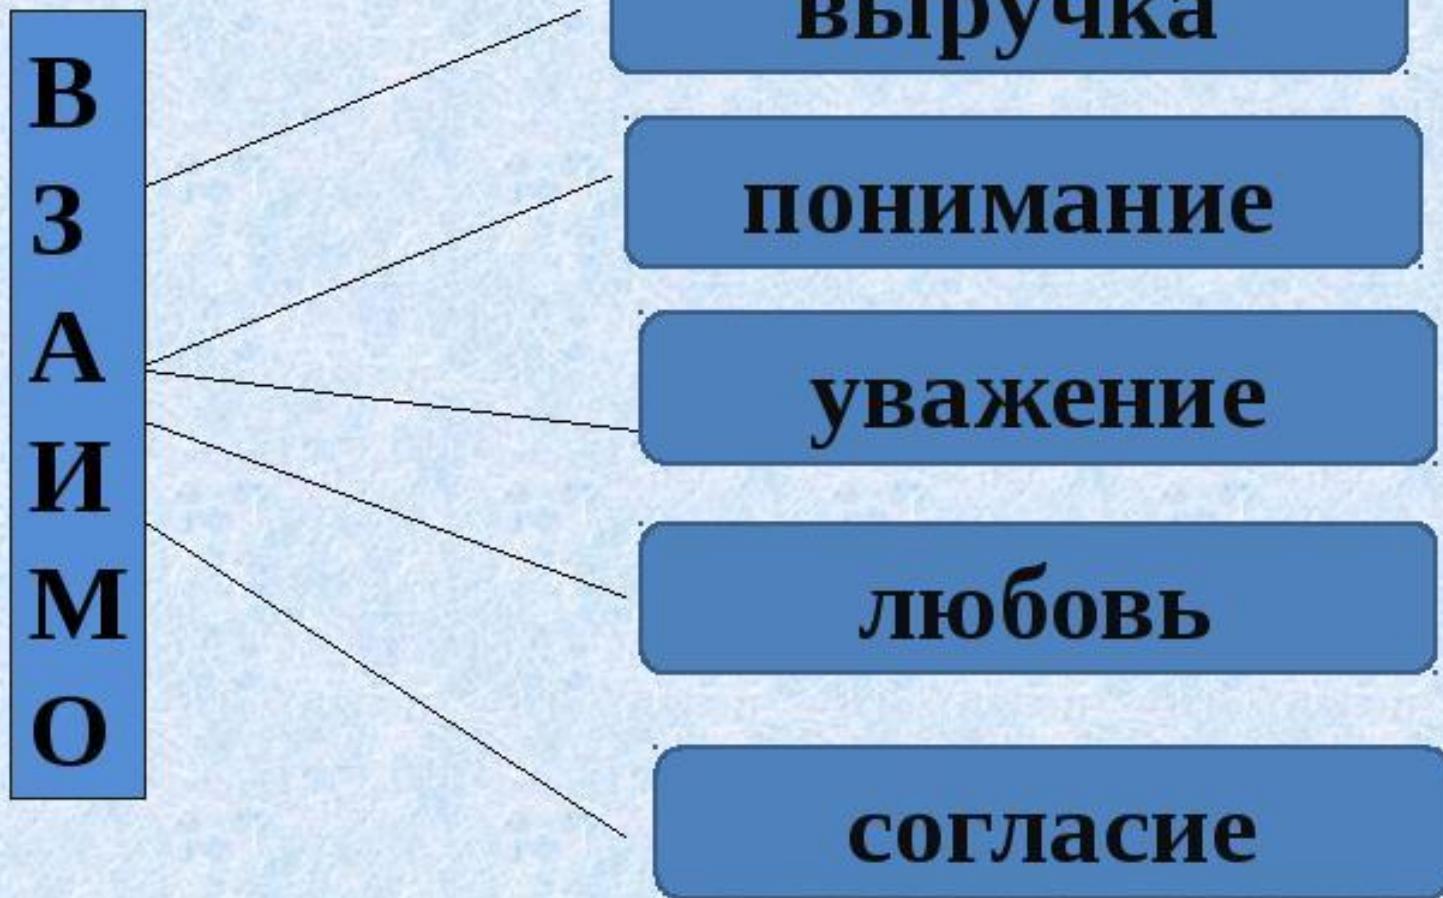 В
З
А
И
М
О
выручка
понимание
уважение
любовь
согласие